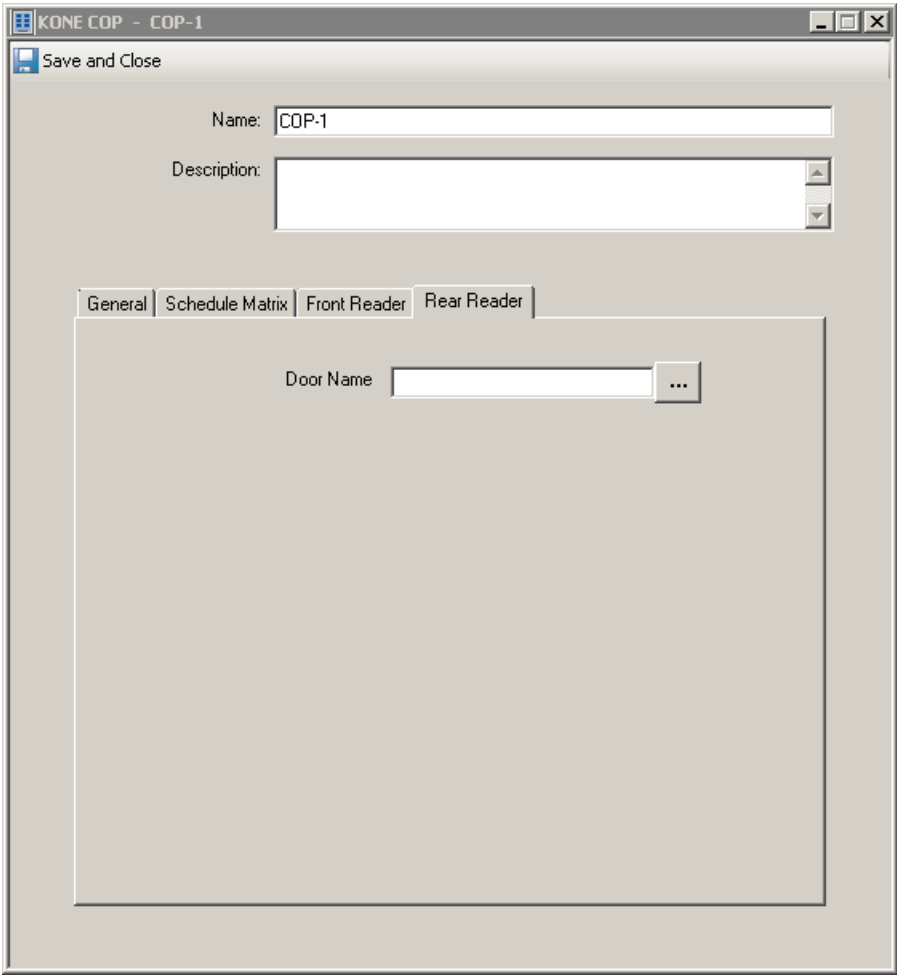 KONE COP - COP-1
Save and Close
Name: COP-1
Description:
General Schedule Matrix Front Reader Rear Reader
Door Name ...